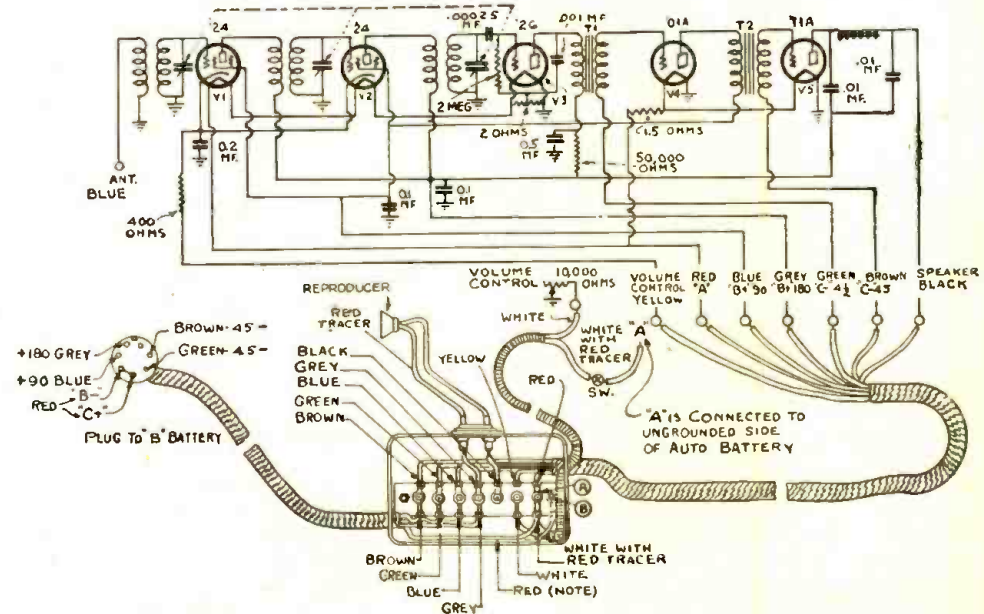 24
24
.00025
MF
26
.001 MF.
T1
01A
T2
71A
V1
V2
2 MEG
V3
V4
V5
.01
MF.
.01
MF.
2 OHMS
1.5 OHMS
0.2
MF.
0.5
MF.
50,000
OHMS
ANT.
BLUE
0.1
MF
0.1
MF
400
OHMS
VOLUME
CONTROL
10,000
OHMS
VOLUME
CONTROL
YELLOW
RED
"A"
BLUE
"B+" 90
GREY
"B+" 180
GREEN
"C-" 4½
BROWN
"C-45"
SPEAKER
BLACK
REPRODUCER
RED
TRACER
WHITE
WHITE "A"
WITH
RED
TRACER
BROWN -45-
GREEN -4.5-
+180 GREY
+90 BLUE
RED
"B-"
"C+"
PLUG TO "B" BATTERY
BLACK
GREY
BLUE
GREEN
BROWN
YELLOW
RED
SW.
"A" IS CONNECTED TO
UNGROUNDED SIDE
OF AUTO BATTERY
A
B
BROWN
GREEN
BLUE
GREY
RED (NOTE)
WHITE
WHITE WITH
RED TRACER